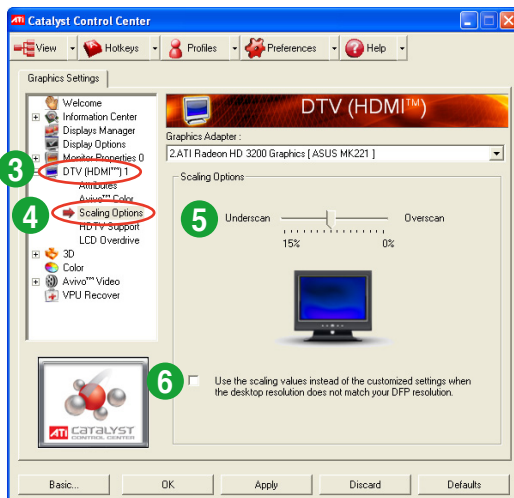 ATI Catalyst Control Center
View Hotkeys Profiles Preferences Help
Graphics Settings
Welcome
Information Center
Displays Manager
Display Options
Monitor Properties 0
3 DTV (HDMI™) 1
Attributes
Avivo™ Color
4 Scaling Options
HDTV Support
LCD Overdrive
3D
Color
Avivo™ Video
VPU Recover
DTV (HDMI™)
Graphics Adapter :
2.ATI Radeon HD 3200 Graphics [ ASUS MK221 ]
Scaling Options
5 Underscan Overscan
15% 0%
6 Use the scaling values instead of the customized settings when
the desktop resolution does not match your DFP resolution.
ATI CATALYST
CONTROL CENTER
Basic... OK Apply Discard Defaults